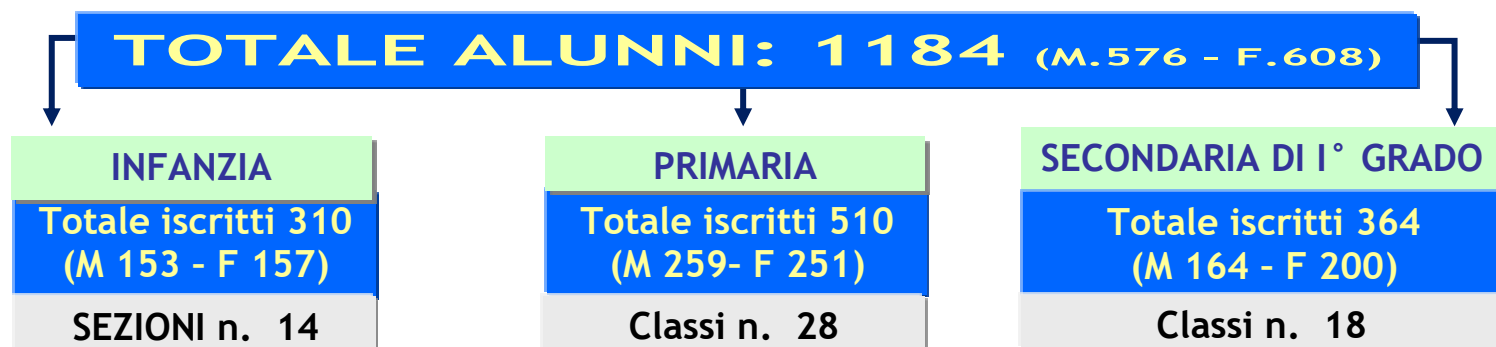 TOTALE ALUNNI: 1184 (M.576 - F.608)
INFANZIA
Totale iscritti 310
(M 153 - F 157)
SEZIONI n. 14
PRIMARIA
Totale iscritti 510
(M 259- F 251)
Classi n. 28
SECONDARIA DI I° GRADO
Totale iscritti 364
(M 164 - F 200)
Classi n. 18